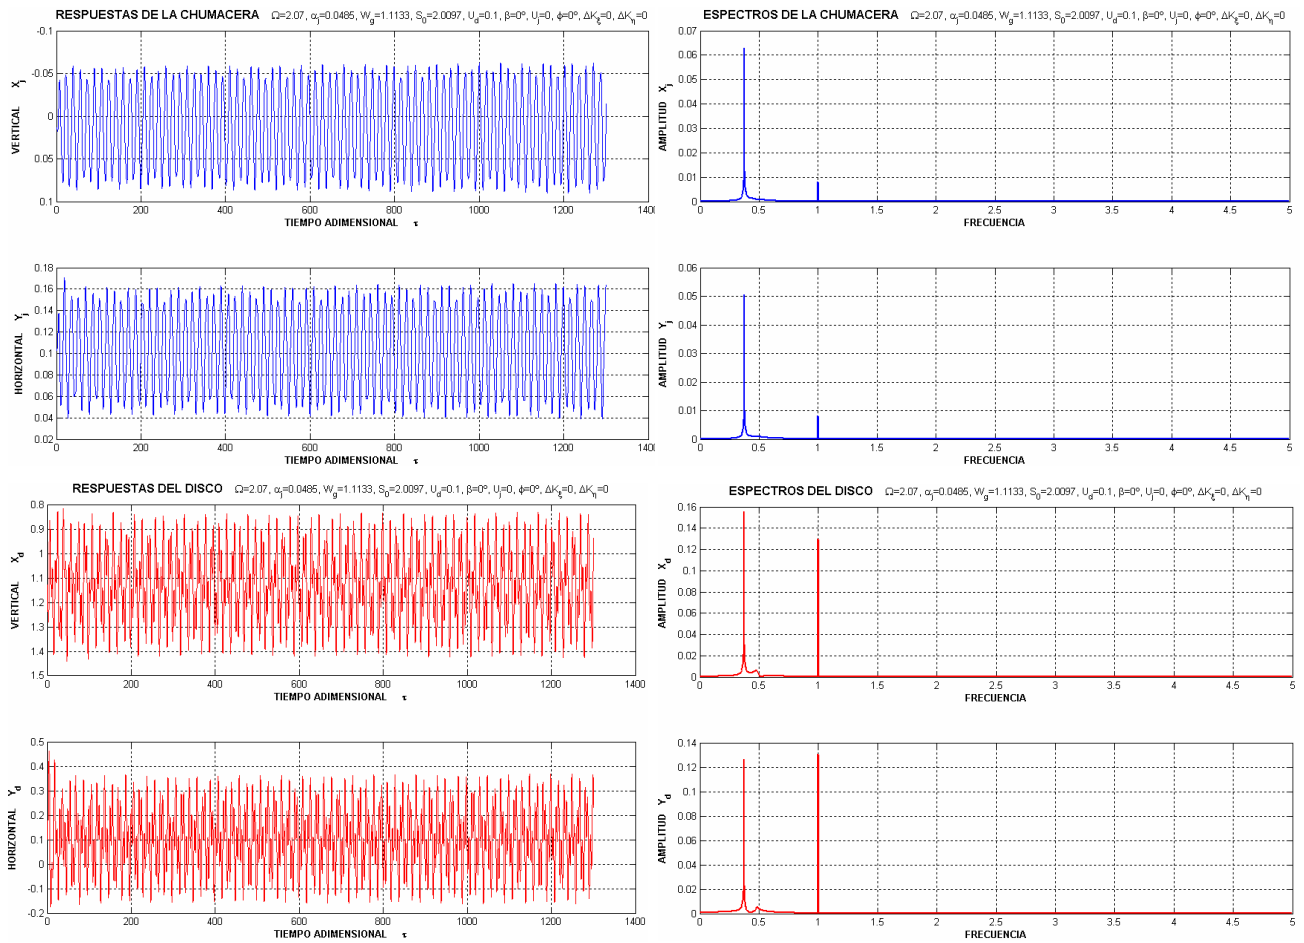 RESPUESTAS DE LA CHUMACERA Ω=2.07, αj=0.0485, Wg=1.1133, S0=2.0097, Ud=0.1, β=0º, Uj=0, ϕ=0º, ΔKξ=0, ΔKη=0
-0.1
-0.05
0
0.05
0.1
VERTICAL Xj
0 200 400 600 800 1000 1200 1400
TIEMPO ADIMENSIONAL τ
0.18
0.16
0.14
0.12
0.1
0.08
0.06
0.04
0.02
HORIZONTAL Yj
0 200 400 600 800 1000 1200 1400
TIEMPO ADIMENSIONAL τ
ESPECTROS DE LA CHUMACERA Ω=2.07, αj=0.0485, Wg=1.1133, S0=2.0097, Ud=0.1, β=0º, Uj=0, ϕ=0º, ΔKξ=0, ΔKη=0
0.07
0.06
0.05
0.04
0.03
0.02
0.01
0
AMPLITUD Xj
0 0.5 1 1.5 2 2.5 3 3.5 4 4.5 5
FRECUENCIA
0.06
0.05
0.04
0.03
0.02
0.01
0
AMPLITUD Yj
0 0.5 1 1.5 2 2.5 3 3.5 4 4.5 5
FRECUENCIA
RESPUESTAS DEL DISCO Ω=2.07, αj=0.0485, Wg=1.1133, S0=2.0097, Ud=0.1, β=0º, Uj=0, ϕ=0º, ΔKξ=0, ΔKη=0
0.8
0.9
1
1.1
1.2
1.3
1.4
1.5
VERTICAL Xd
0 200 400 600 800 1000 1200 1400
TIEMPO ADIMENSIONAL τ
0.5
0.4
0.3
0.2
0.1
0
-0.1
-0.2
HORIZONTAL Yd
0 200 400 600 800 1000 1200 1400
TIEMPO ADIMENSIONAL τ
ESPECTROS DEL DISCO Ω=2.07, αj=0.0485, Wg=1.1133, S0=2.0097, Ud=0.1, β=0º, Uj=0, ϕ=0º, ΔKξ=0, ΔKη=0
0.16
0.14
0.12
0.1
0.08
0.06
0.04
0.02
0
AMPLITUD Xd
0 0.5 1 1.5 2 2.5 3 3.5 4 4.5 5
FRECUENCIA
0.14
0.12
0.1
0.08
0.06
0.04
0.02
0
AMPLITUD Yd
0 0.5 1 1.5 2 2.5 3 3.5 4 4.5 5
FRECUENCIA